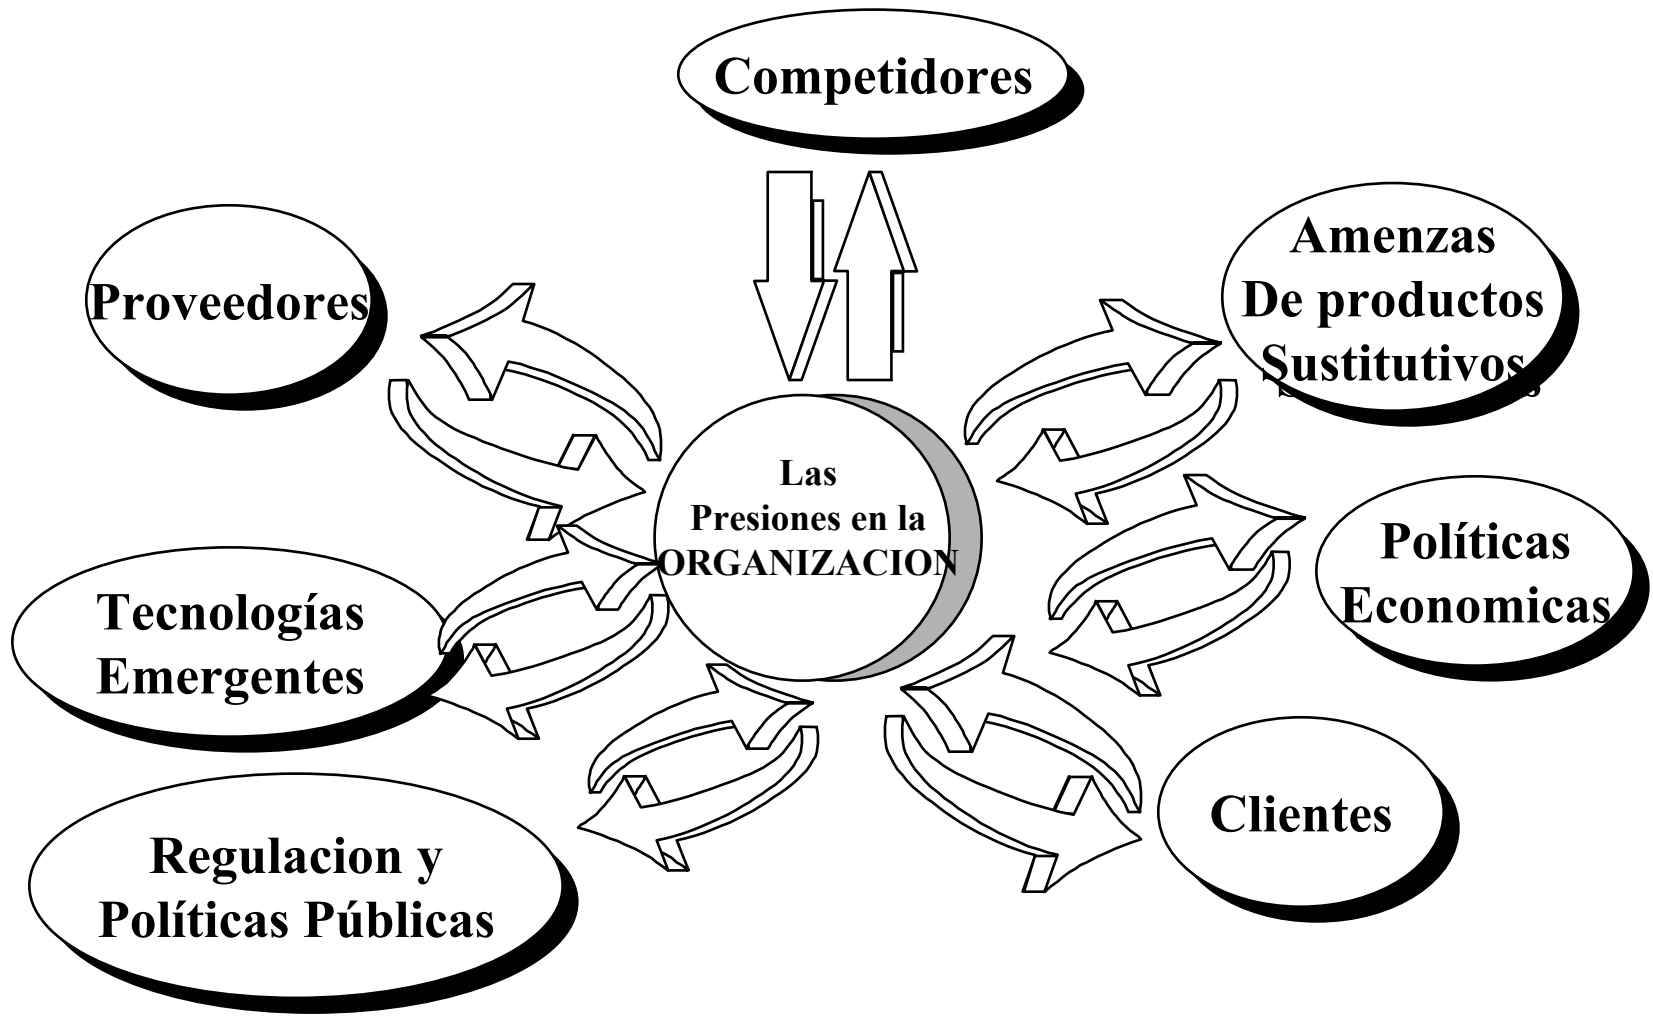 Competidores
Proveedores
Amenzas
De productos
Sustitutivos
Las
Presiones en la
ORGANIZACION
Políticas
Economicas
Tecnologías
Emergentes
Clientes
Regulacion y
Políticas Públicas